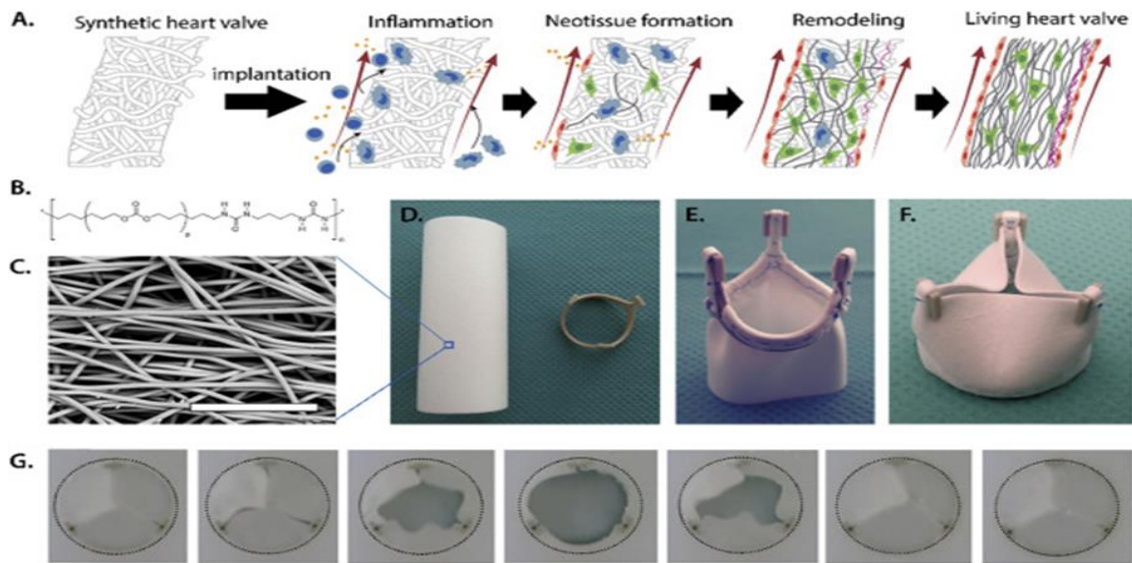 A.
Synthetic heart valve
implantation
Inflammation
Neotissue formation
Remodeling
Living heart valve
B.
O
O
O
N
H
O
N
H
N
H
O
N
H
n
C.
D.
E.
F.
G.